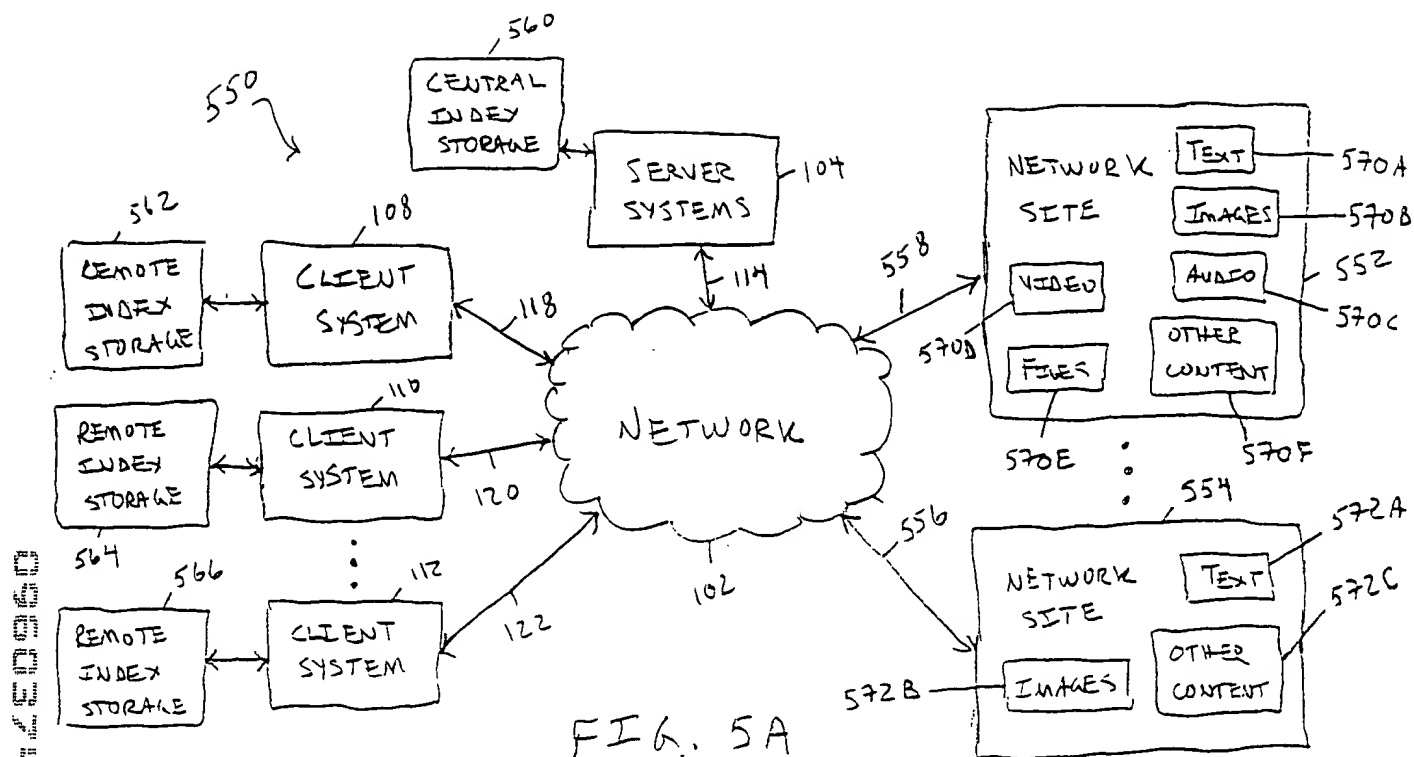 550
560
CENTRAL
INDEX
STORAGE
SERVER
SYSTEMS
104
114
562
REMOTE
INDEX
STORAGE
108
CLIENT
SYSTEM
118
110
REMOTE
INDEX
STORAGE
564
CLIENT
SYSTEM
120
566
REMOTE
INDEX
STORAGE
112
CLIENT
SYSTEM
122
NETWORK
102
558
556
NETWORK
SITE
TEXT
570A
IMAGES
570B
552
VIDEO
570D
AUDIO
570C
FILES
570E
OTHER
CONTENT
570F
554
NETWORK
SITE
TEXT
572A
572C
572B
IMAGES
OTHER
CONTENT
FIG. 5A